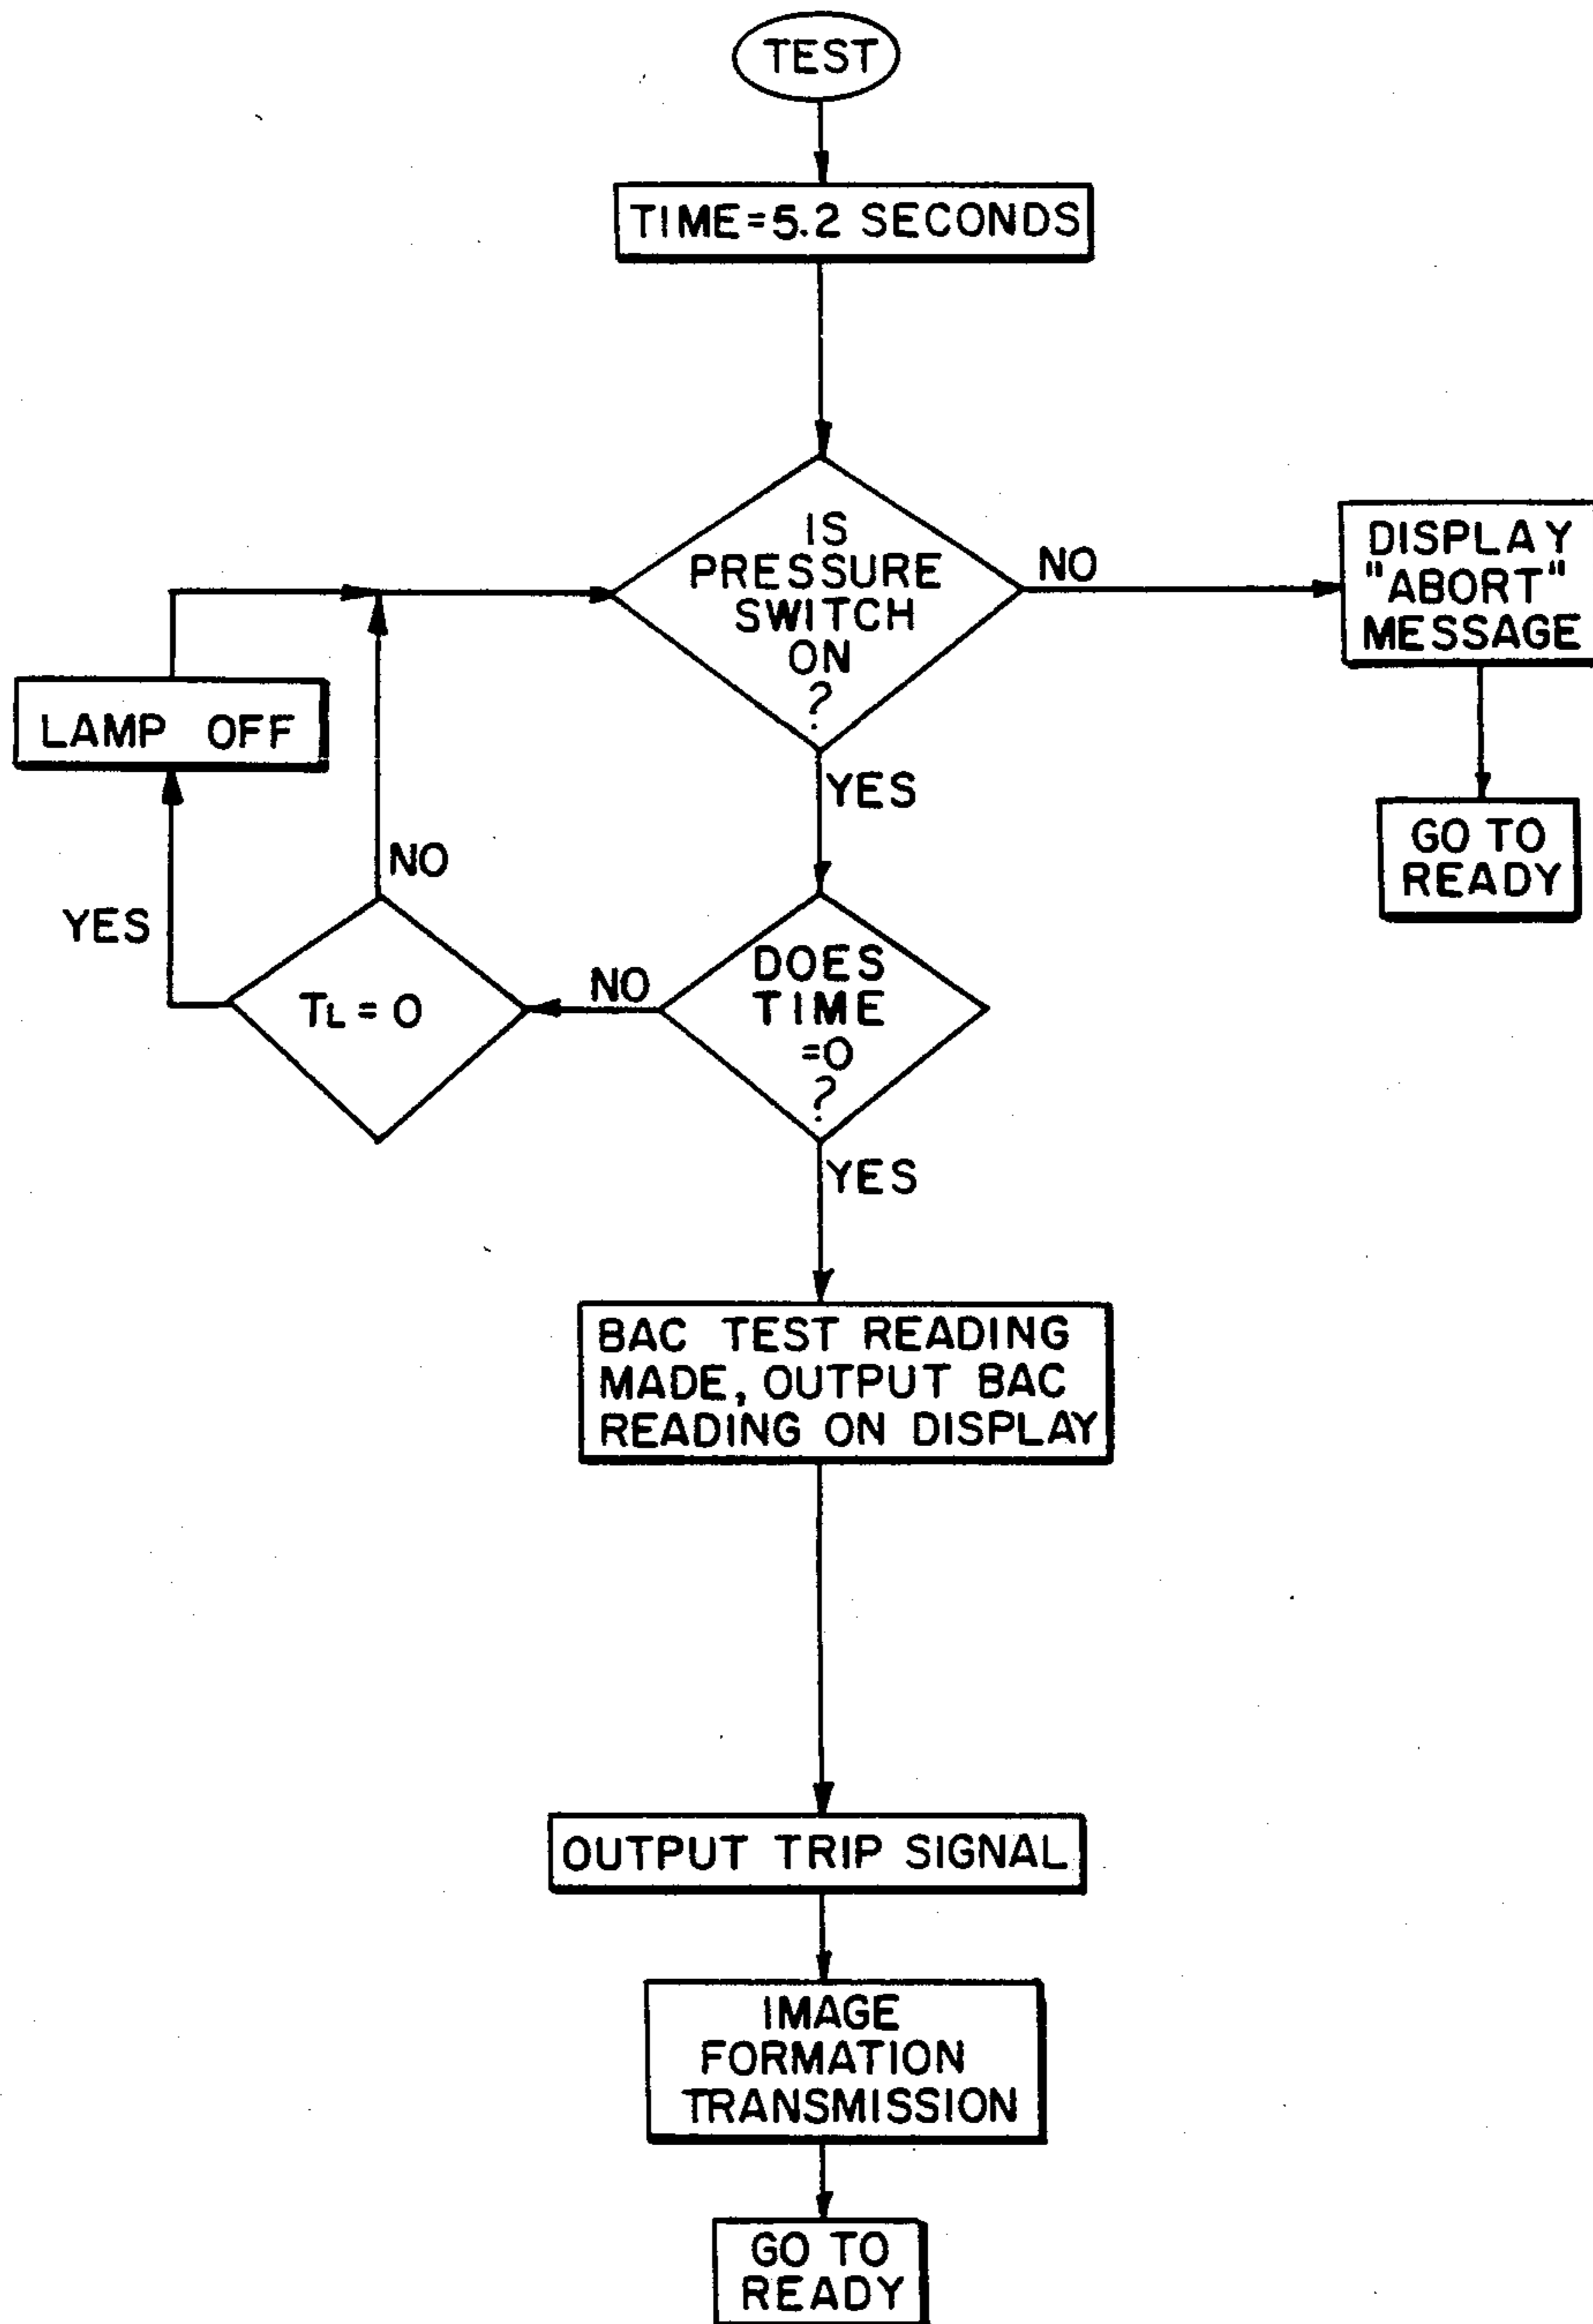 TEST
TIME=5.2 SECONDS
IS
PRESSURE
SWITCH
ON
?
NO
DISPLAY
"ABORT"
MESSAGE
GO TO
READY
LAMP OFF
YES
NO
YES
TL = 0
NO
DOES
TIME
=0
?
YES
BAC TEST READING
MADE, OUTPUT BAC
READING ON DISPLAY
OUTPUT TRIP SIGNAL
IMAGE
FORMATION
TRANSMISSION
GO TO
READY